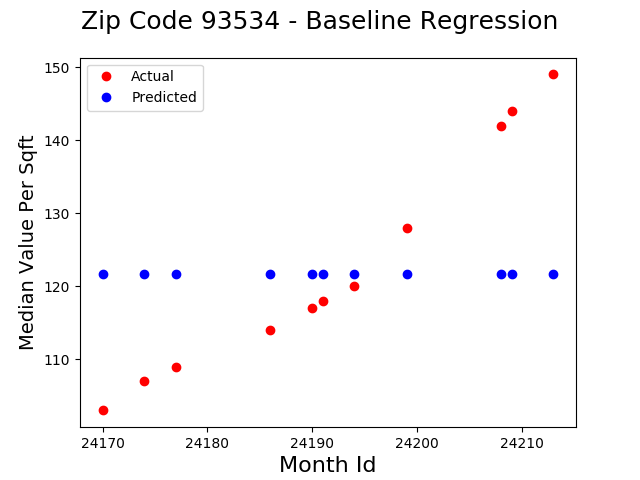 Zip Code 93534 - Baseline Regression
Actual
Predicted
Median Value Per Sqft
150
140
130
120
110
24170
24180
24190
24200
24210
Month Id